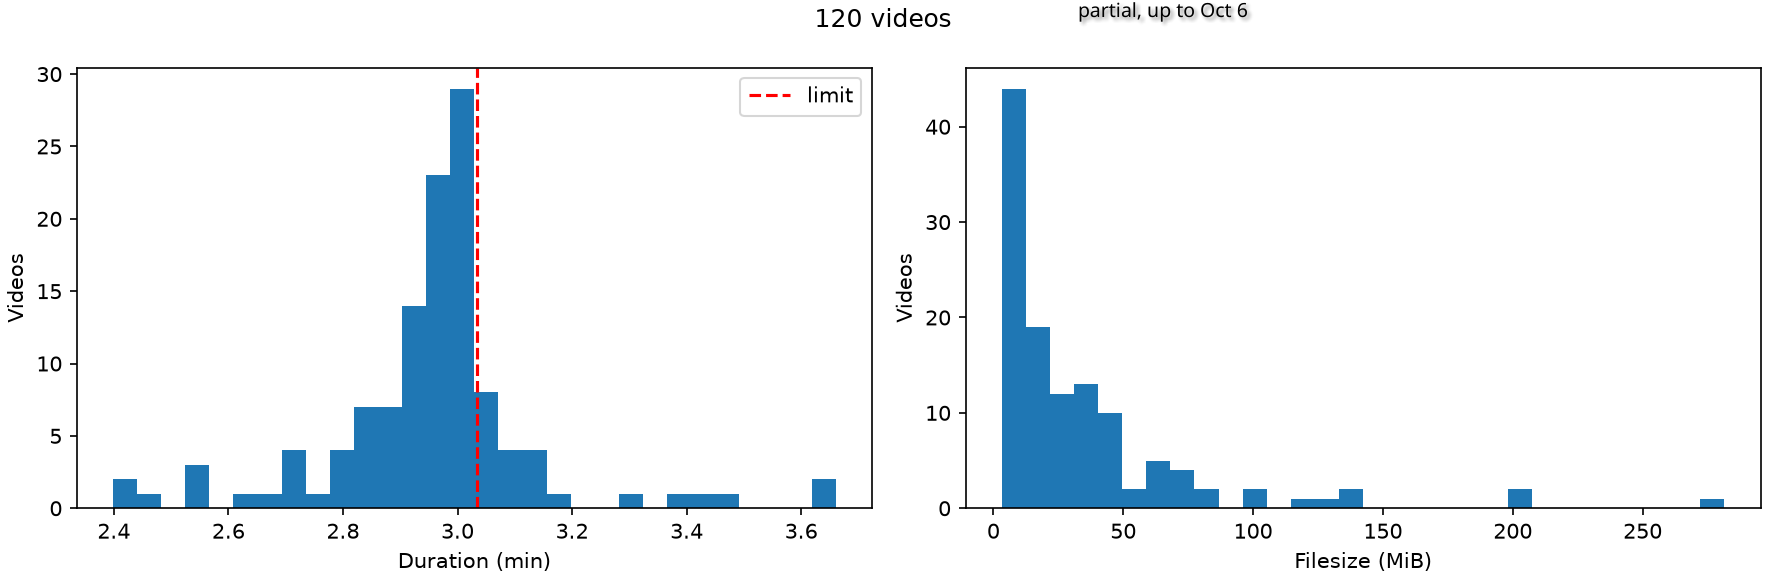 120 videos
partial, up to Oct 6
limit
Videos
30
25
20
15
10
5
0
2.4 2.6 2.8 3.0 3.2 3.4 3.6
Duration (min)
Videos
40
30
20
10
0
0 50 100 150 200 250
Filesize (MiB)